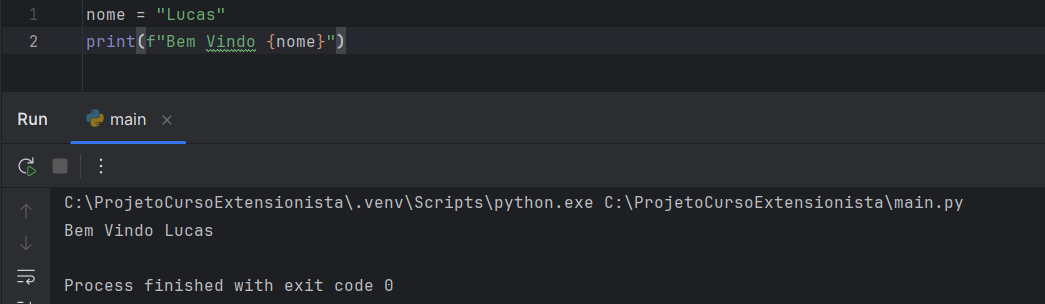 1 nome = "Lucas"
2 print(f"Bem Vindo {nome}")
Run main
C:\ProjetoCursoExtensionista\.venv\Scripts\python.exe C:\ProjetoCursoExtensionista\main.py
Bem Vindo Lucas
Process finished with exit code 0